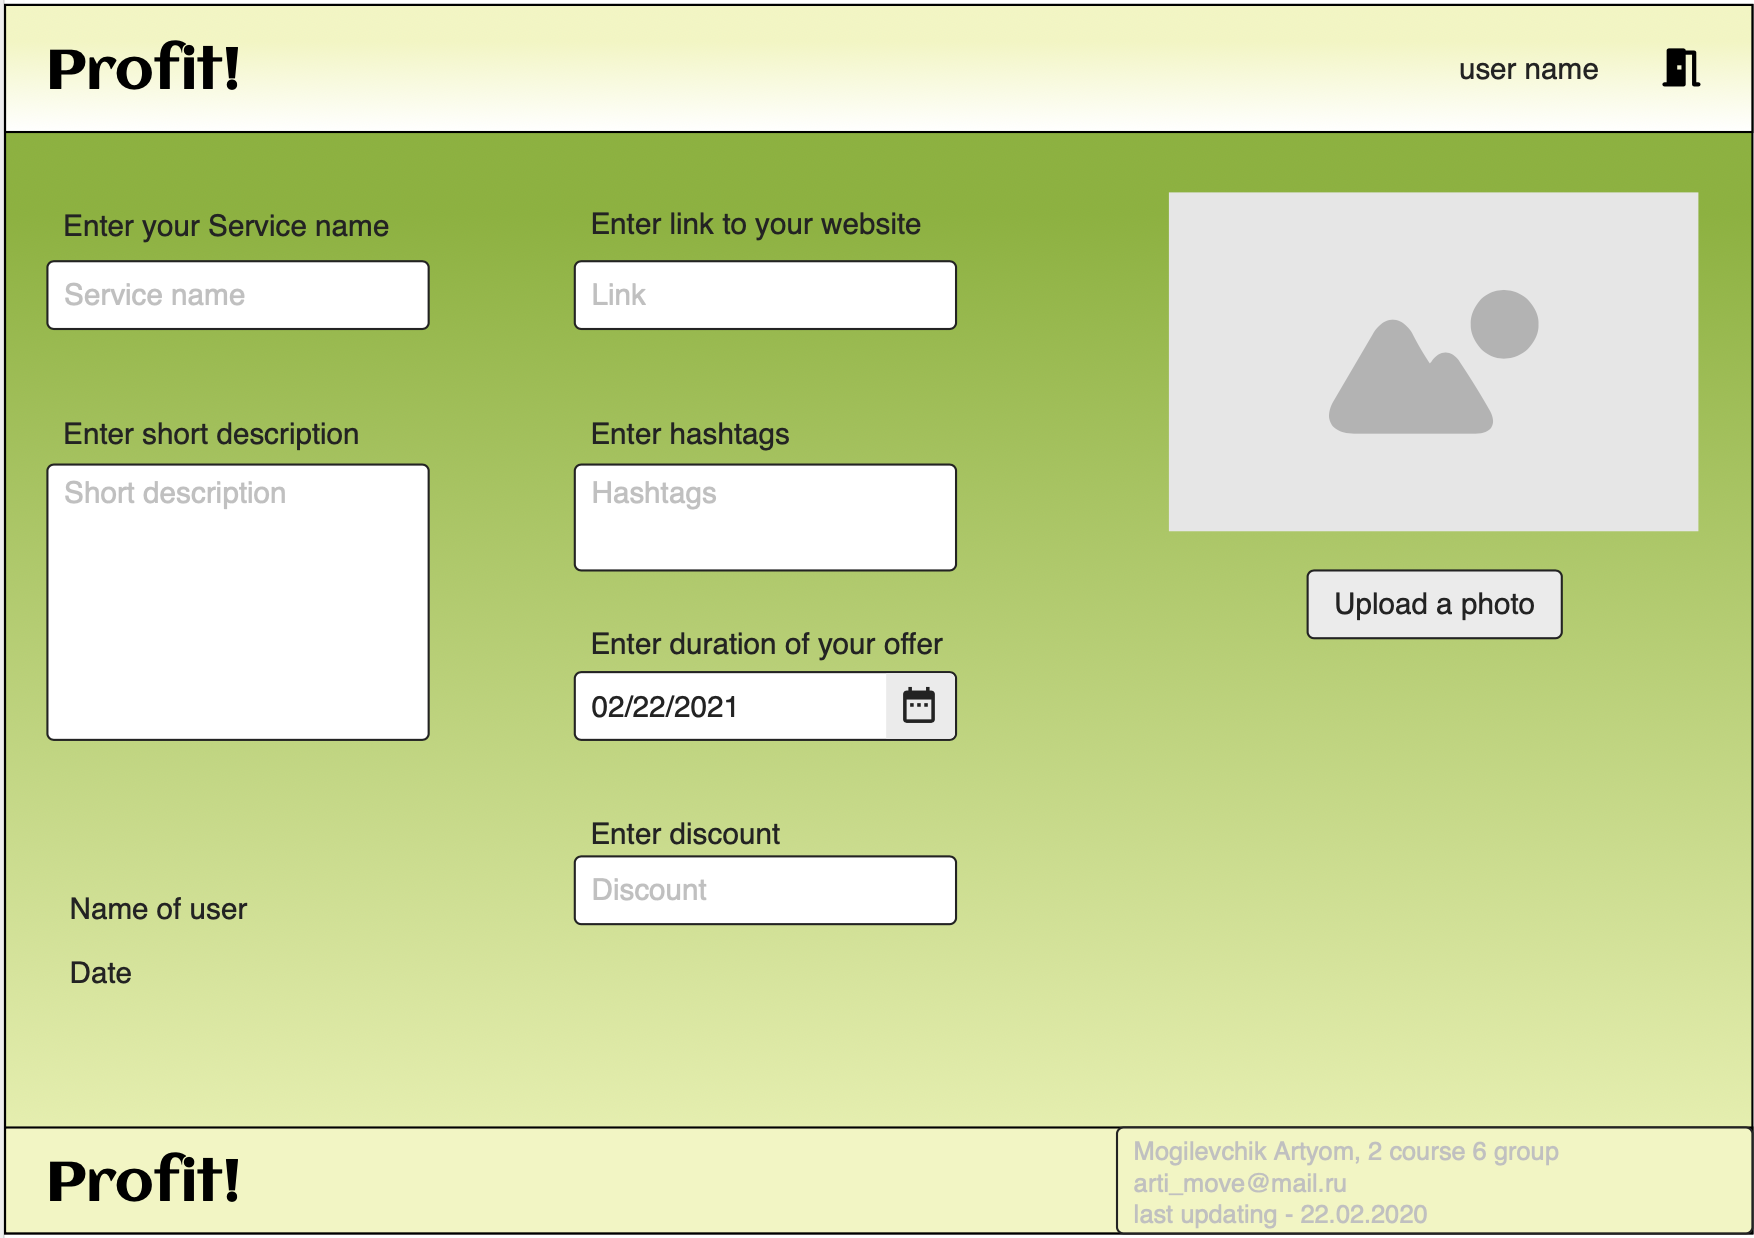 Profit!
user name
Enter your Service name
Service name
Enter link to your website
Link
Enter short description
Short description
Enter hashtags
Hashtags
Upload a photo
Enter duration of your offer
02/22/2021
Enter discount
Discount
Name of user
Date
Profit!
Mogilevchik Artyom, 2 course 6 group
arti_move@mail.ru
last updating - 22.02.2020